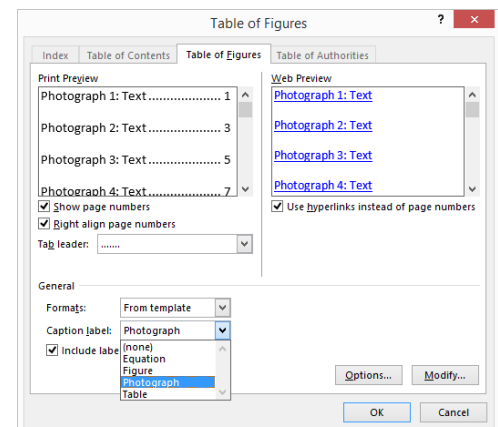 Table of Figures ? ×
Index Table of Contents Table of Figures Table of Authorities
Print Preview
Photograph 1: Text.................... 1
Photograph 2: Text.................... 3
Photograph 3: Text.................... 5
Photograph 4: Text.................... 7
Show page numbers
Right align page numbers
Tab leader: .......
Web Preview
Photograph 1: Text
Photograph 2: Text
Photograph 3: Text
Photograph 4: Text
Use hyperlinks instead of page numbers
General
Formats: From template
Caption label: Photograph
Include labe
(none)
Equation
Figure
Photograph
Table
Options... Modify...
OK Cancel